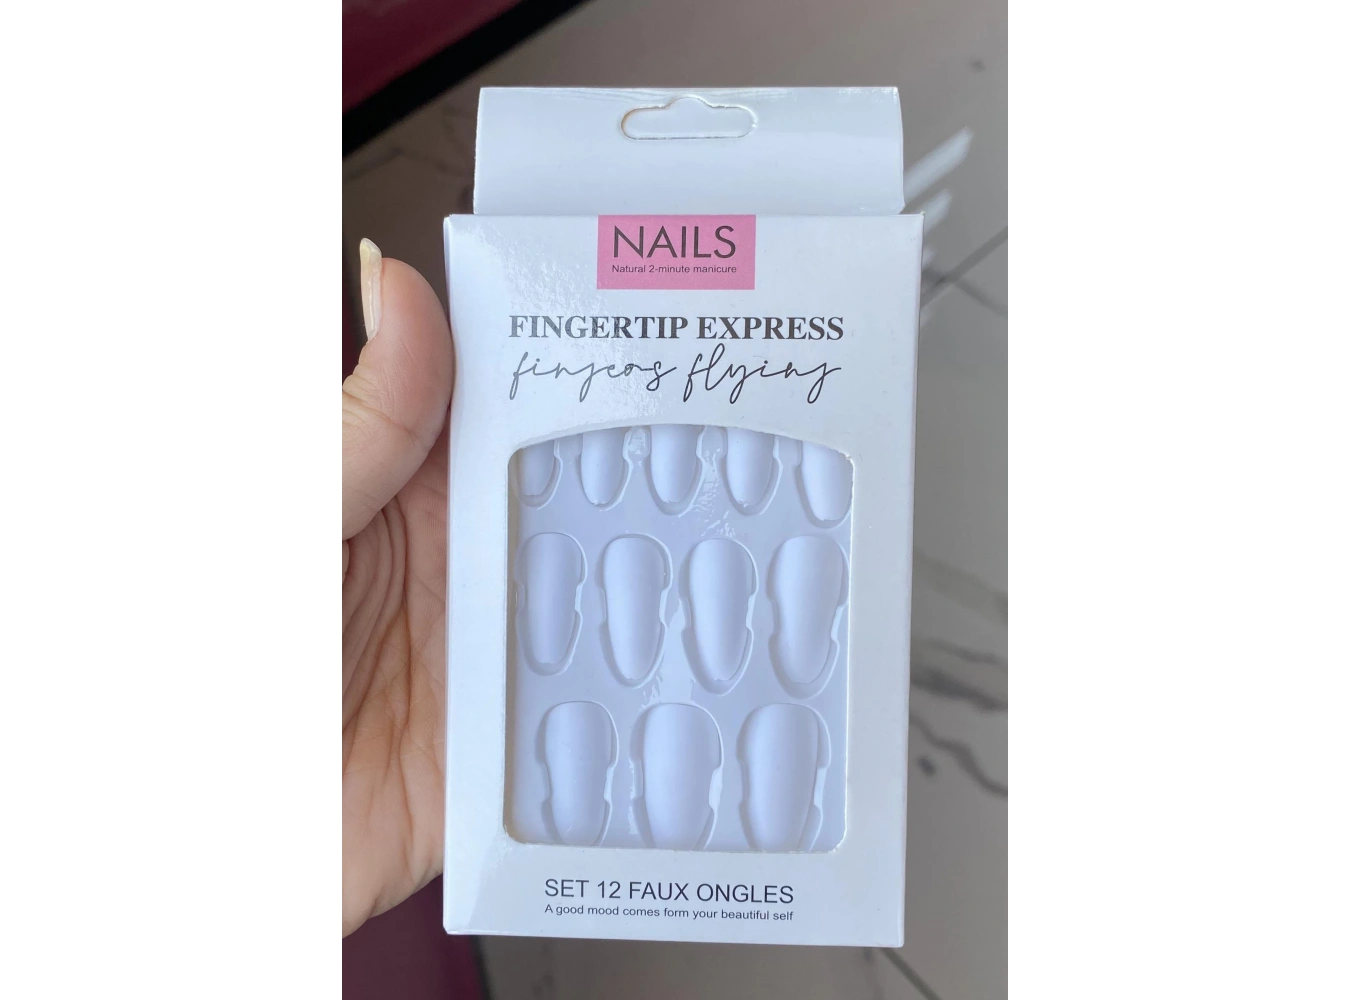 NAILS
Natural 2-minute manicure
FINGERTIP EXPRESS
finjers flying
SET 12 FAUX ONGLES
A good mood comes form your beautiful self